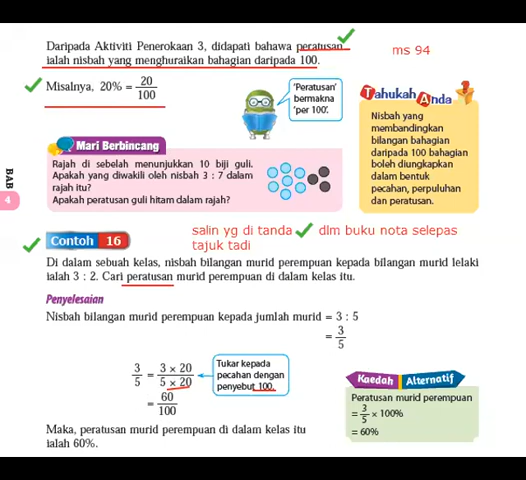 Daripada Aktiviti Penerokaan 3, didapati bahawa peratusan
ialah nisbah yang menghuraikan bahagian daripada 100.
ms 94
Misalnya, 20% = 20/100
'Peratusan'
bermakna
'per 100'.
Tahukah Anda
Nisbah yang
membandingkan
bilangan bahagian
daripada 100 bahagian
boleh diungkapkan
dalam bentuk
pecahan, perpuluhan
dan peratusan.
Mari Berbincang
Rajah di sebelah menunjukkan 10 biji guli.
Apakah yang diwakili oleh nisbah 3 : 7 dalam
rajah itu?
Apakah peratusan guli hitam dalam rajah?
BAB
4
salin yg di tanda ✓ dlm buku nota selepas
tajuk tadi
Contoh 16
Di dalam sebuah kelas, nisbah bilangan murid perempuan kepada bilangan murid lelaki
ialah 3 : 2. Cari peratusan murid perempuan di dalam kelas itu.
Penyelesaian
Nisbah bilangan murid perempuan kepada jumlah murid = 3 : 5
= 3/5
3/5 = 3 × 20/5 × 20
Tukar kepada
pecahan dengan
penyebut 100.
= 60/100
Maka, peratusan murid perempuan di dalam kelas itu
ialah 60%.
Kaedah Alternatif
Peratusan murid perempuan
= 3/5 × 100%
= 60%